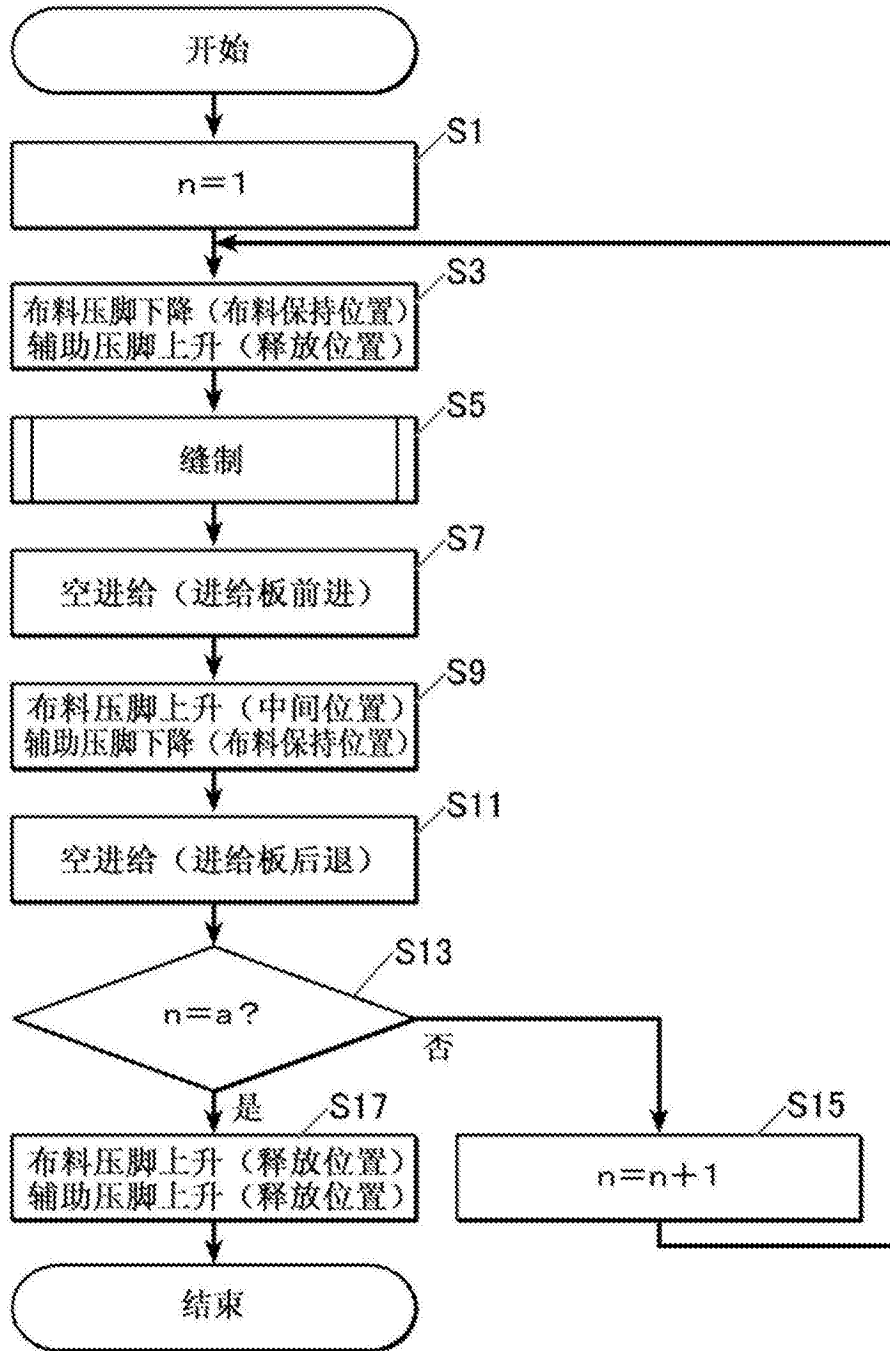 开始
S1
n=1
S3
布料压脚下降（布料保持位置）
辅助压脚上升（释放位置）
S5
缝制
S7
空进给（进给板前进）
S9
布料压脚上升（中间位置）
辅助压脚下降（布料保持位置）
S11
空进给（进给板后退）
S13
n=a?
否
是
S17
布料压脚上升（释放位置）
辅助压脚上升（释放位置）
S15
n=n+1
结束